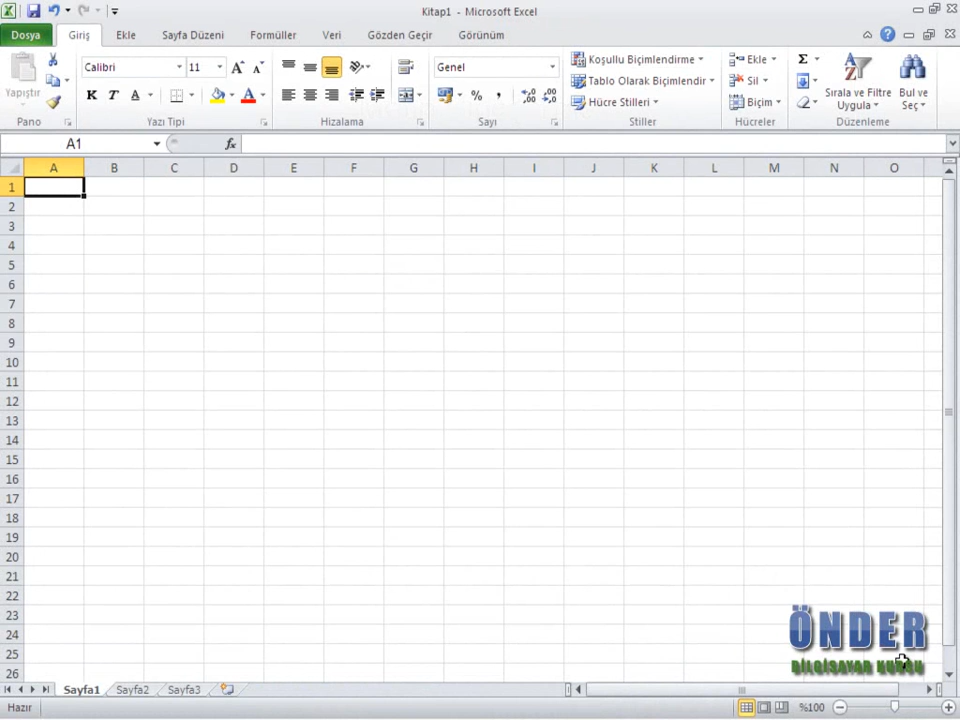 Kitap1 - Microsoft Excel
Dosya Giriş Ekle Sayfa Düzeni Formüller Veri Gözden Geçir Görünüm
Yapıştır
Pano
Calibri 11
K T A
Yazı Tipi
Hizalama
Genel
% ,
Sayı
Koşullu Biçimlendirme
Tablo Olarak Biçimlendir
Hücre Stilleri
Stiller
Ekle
Sil
Biçim
Hücreler
Σ
Sırala ve Filtre Uygula
Bul ve Seç
Düzenleme
A1 fx
A B C D E F G H I J K L M N O
1
2
3
4
5
6
7
8
9
10
11
12
13
14
15
16
17
18
19
20
21
22
23
24
25
26
ÖNDER
BİLGİSAYAR KURSU
Sayfa1 Sayfa2 Sayfa3
Hazır %100